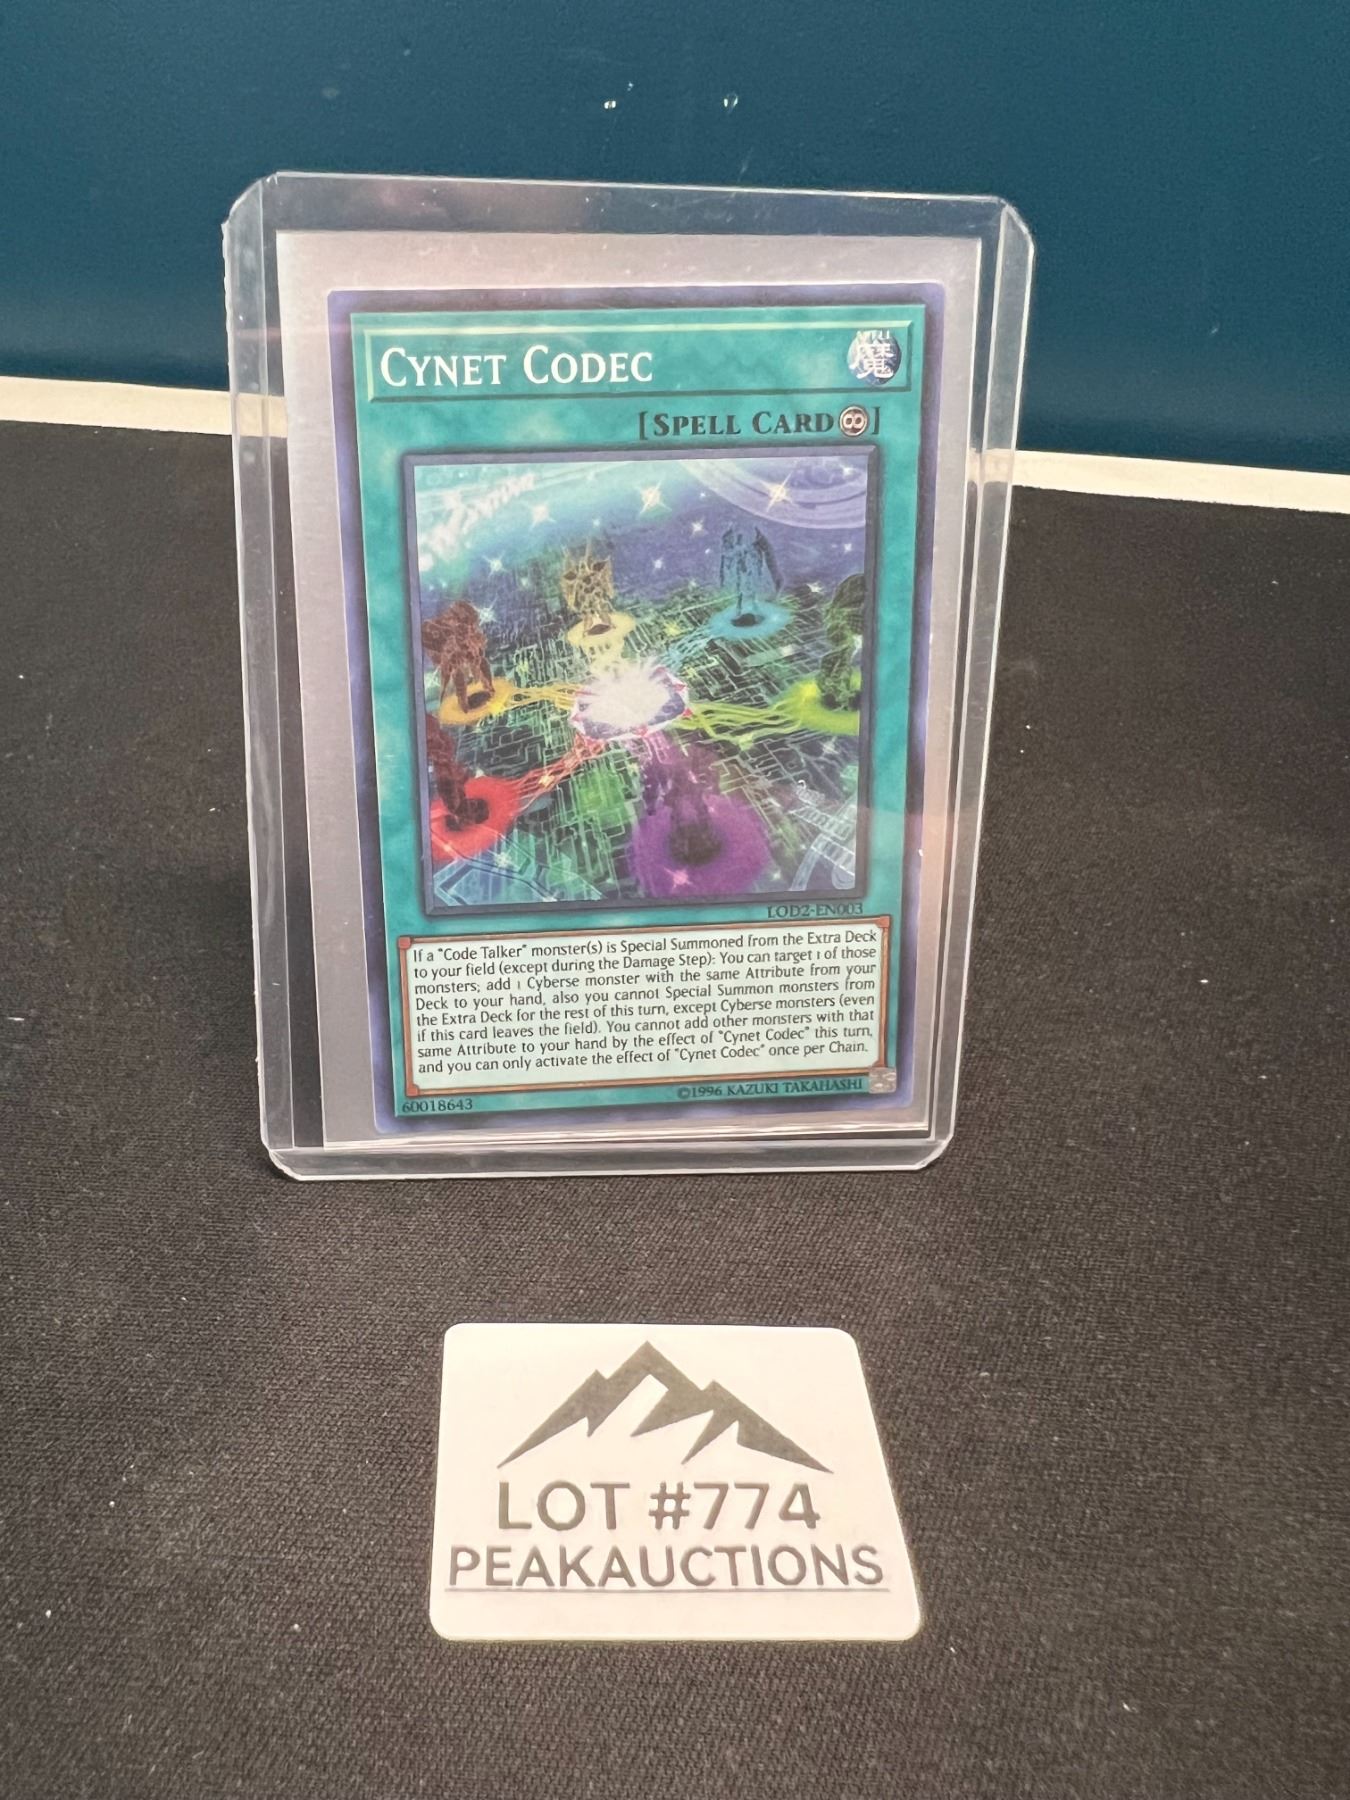 CYNET CODEC
魔
[SPELL CARD∞]
LOD2-EN003
If a "Code Talker" monster(s) is Special Summoned from the Extra Deck
to your field (except during the Damage Step): You can target 1 of those
monsters; add 1 Cyberse monster with the same Attribute from your
Deck to your hand, also you cannot Special Summon monsters from
the Extra Deck for the rest of this turn, except Cyberse monsters (even
if this card leaves the field). You cannot add other monsters with that
same Attribute to your hand by the effect of "Cynet Codec" this turn,
and you can only activate the effect of "Cynet Codec" once per Chain.
60018643
©1996 KAZUKI TAKAHASHI
LOT #774
PEAKAUCTIONS